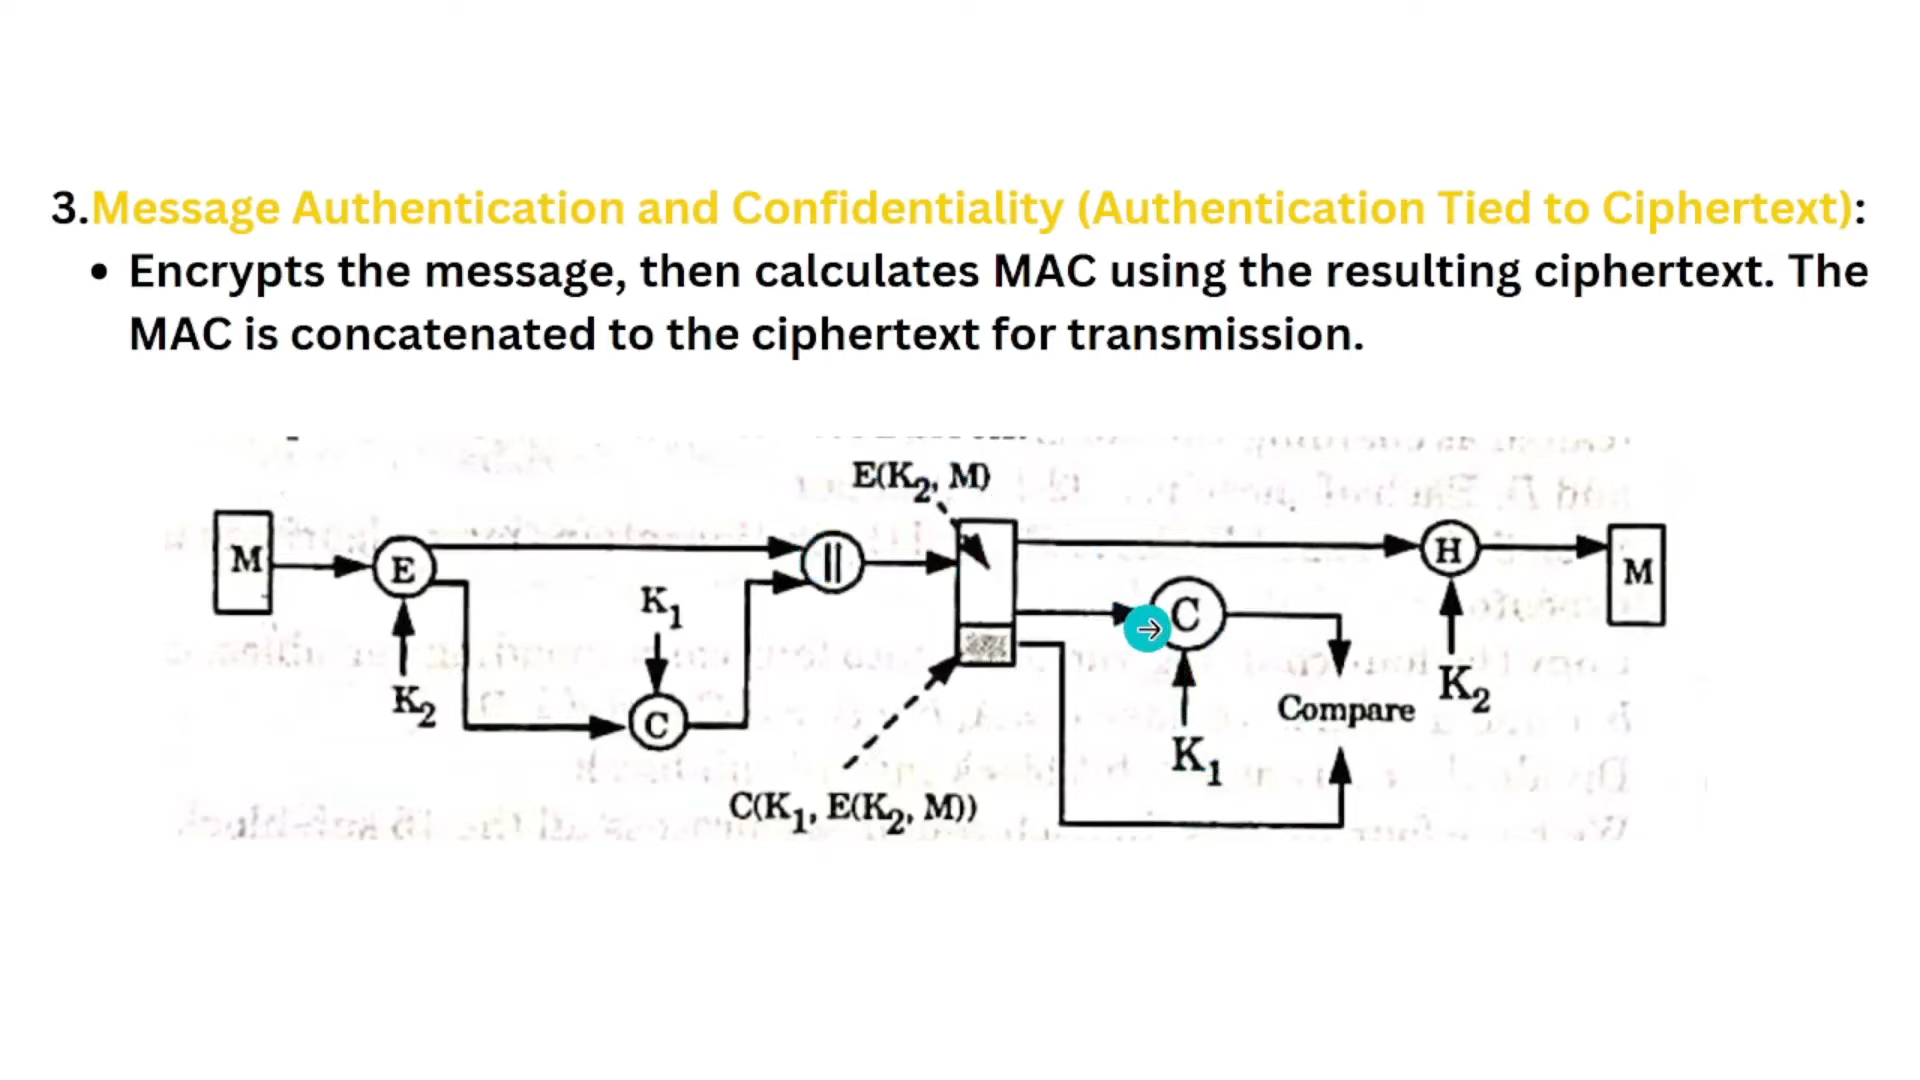 3.Message Authentication and Confidentiality (Authentication Tied to Ciphertext):
• Encrypts the message, then calculates MAC using the resulting ciphertext. The
MAC is concatenated to the ciphertext for transmission.
E(K2, M)
M
E
||
H
M
K1
C
K2
K2
C
Compare
K1
C(K1, E(K2, M))